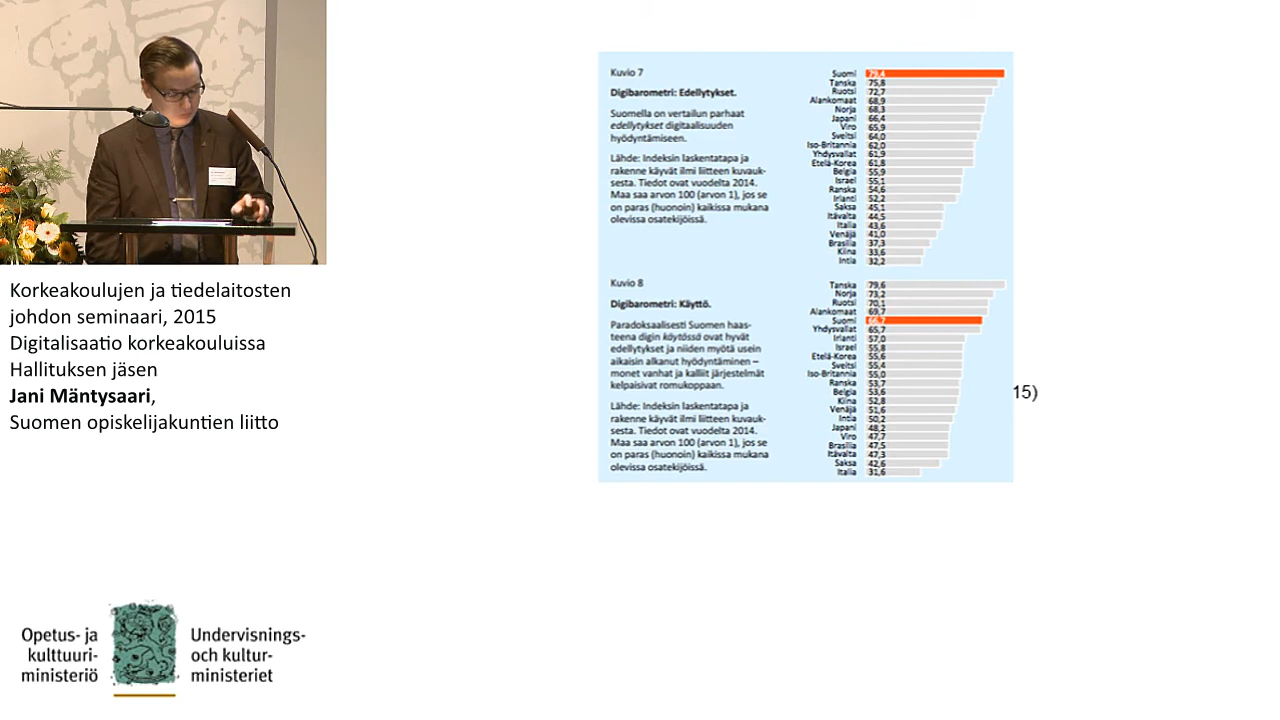 Korkeakoulujen ja tiedelaitosten
johdon seminaari, 2015
Digitalisaatio korkeakouluissa
Hallituksen jäsen
Jani Mäntysaari,
Suomen opiskelijakuntien liitto
Opetus- ja
kulttuuri-
ministeriö
Undervisnings-
och kultur-
ministeriet
Kuvio 7
Digibarometri: Edellytykset.
Suomella on vertailun parhaat
edellytykset digitaalisuuden
hyödyntämiseen.
Lähde: Indeksin laskentatapa ja
rakenne käyvät ilmi liitteen kuvauk-
sesta. Tiedot ovat vuodelta 2014.
Maa saa arvon 100 (arvon 1), jos se
on paras (huonoin) kaikissa mukana
olevissa osatekijöissä.
Suomi 79,4
Tanska 75,8
Ruotsi 72,7
Alankomaat 68,9
Norja 68,3
Japani 66,4
Viro 65,9
Sveitsi 64,0
Iso-Britannia 62,0
Yhdysvallat 61,9
Etelä-Korea 61,8
Belgia 55,9
Israel 55,1
Ranska 54,6
Irlanti 52,2
Saksa 45,1
Itävalta 44,5
Italia 43,6
Venäjä 41,0
Brasilia 37,3
Kiina 33,6
Intia 32,2
Kuvio 8
Digibarometri: Käyttö.
Paradoksaalisesti Suomen haas-
teena digin käytössä ovat hyvät
edellytykset ja niiden myötä usein
aikaisin alkanut hyödyntäminen –
monet vanhat ja kalliit järjestelmät
kelpaisivat romukoppaan.
Lähde: Indeksin laskentatapa ja
rakenne käyvät ilmi liitteen kuvauk-
sesta. Tiedot ovat vuodelta 2014.
Maa saa arvon 100 (arvon 1), jos se
on paras (huonoin) kaikissa mukana
olevissa osatekijöissä.
Tanska 79,6
Norja 73,2
Ruotsi 70,1
Alankomaat 69,7
Suomi 66,7
Yhdysvallat 65,7
Irlanti 57,0
Israel 55,8
Etelä-Korea 55,6
Sveitsi 55,4
Iso-Britannia 55,0
Ranska 53,7
Belgia 53,6
Kiina 52,8
Venäjä 51,6
Intia 50,2
Japani 48,2
Viro 47,7
Brasilia 47,5
Itävalta 47,3
Saksa 42,6
Italia 31,6
15)